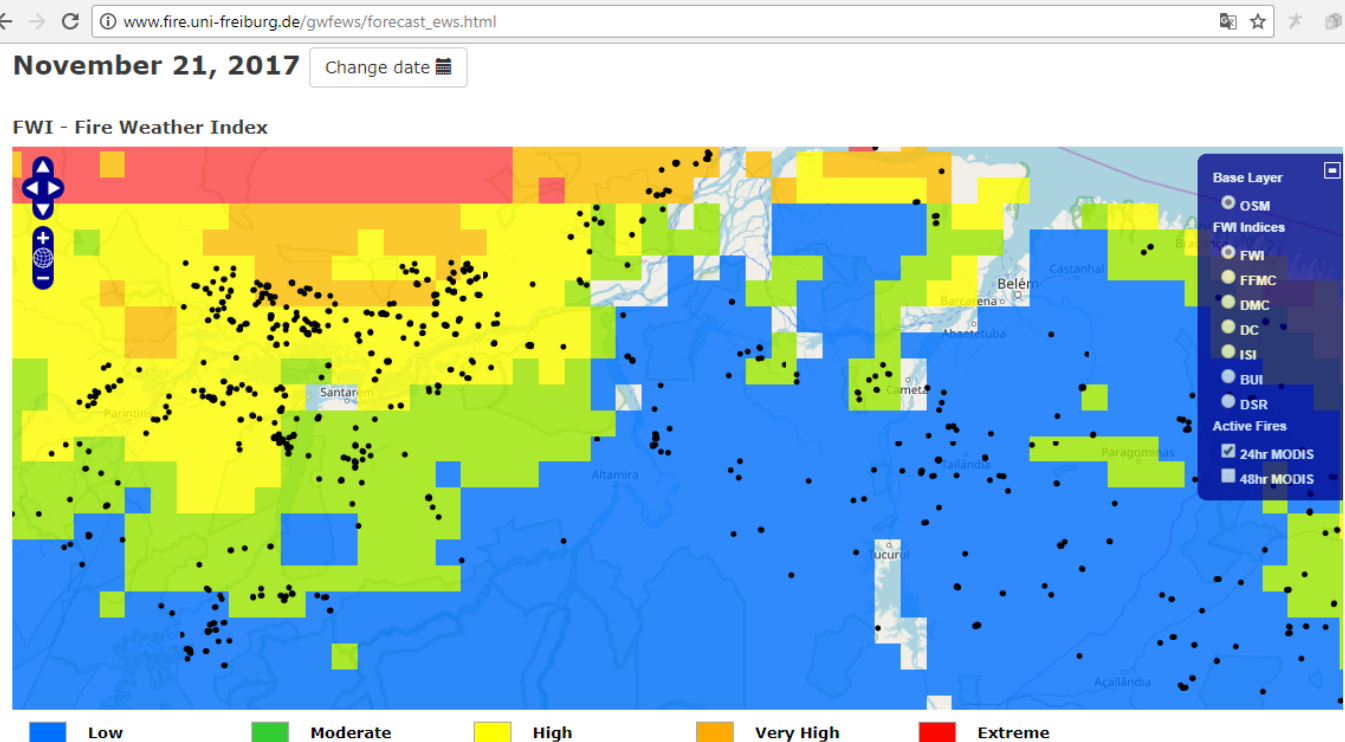 www.fire.uni-freiburg.de/gwfews/forecast_ews.html
November 21, 2017 Change date
FWI - Fire Weather Index
Base Layer
OSM
FWI Indices
FWI
FFMC
DMC
DC
ISI
BUI
DSR
Active Fires
24hr MODIS
48hr MODIS
Bragança
Castanhal
Belém
Barcarena
Abaetetuba
Santarém
Cametá
Parintins
Paragominas
Tailândia
Altamira
Tucuruí
Açailândia
Low Moderate High Very High Extreme